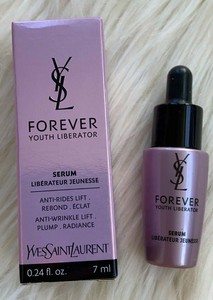 YSL
FOREVER
YOUTH LIBERATOR
SERUM
LIBÉRATEUR JEUNESSE
ANTI-RIDES LIFT .
REBOND . ÉCLAT
ANTI-WRINKLE LIFT .
PLUMP . RADIANCE
YVESSAINTLAURENT
0.24 fl. oz. 7 ml
YSL
FOREVER
YOUTH LIBERATOR
SERUM
LIBÉRATEUR JEUNESSE